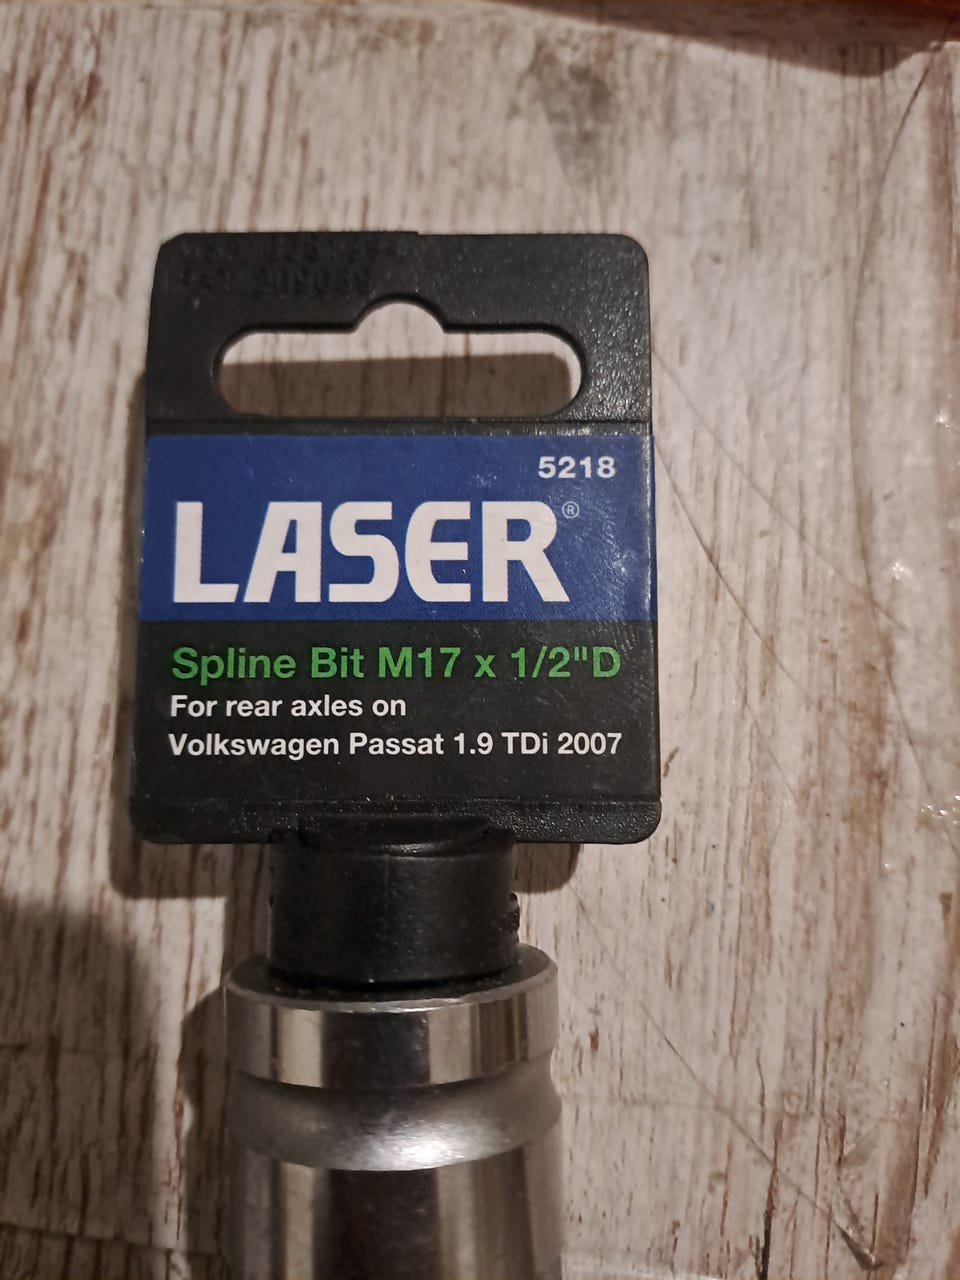 5218
LASER®
Spline Bit M17 x 1/2"D
For rear axles on
Volkswagen Passat 1.9 TDi 2007